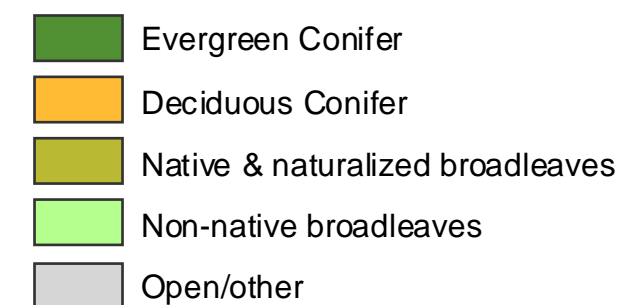 Evergreen Conifer
Deciduous Conifer
Native & naturalized broadleaves
Non-native broadleaves
Open/other